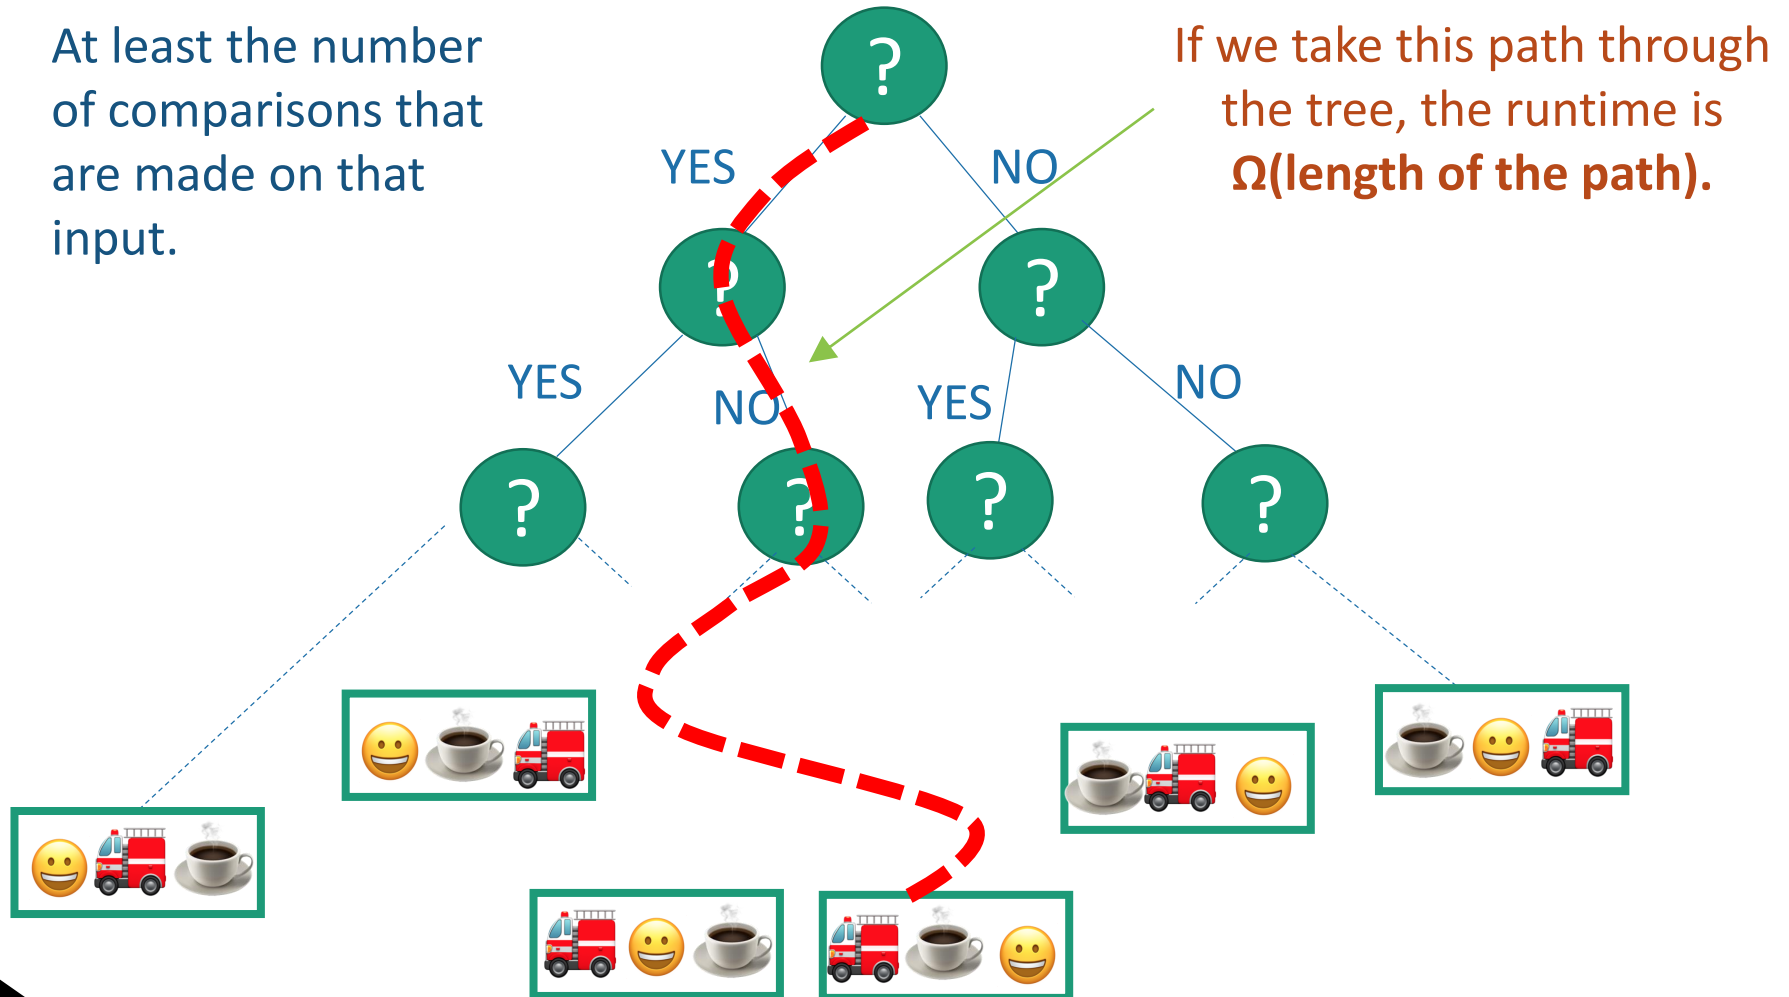 At least the number
of comparisons that
are made on that
input.
If we take this path through
the tree, the runtime is
Ω(length of the path).
?
YES
NO
?
?
YES
NO
YES
NO
?
?
?
?